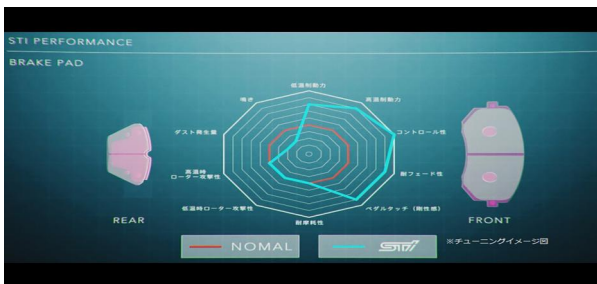 STI PERFORMANCE
BRAKE PAD
低温制動力
鳴き
高温制動力
ダスト発生量
コントロール性
高温時
ローター攻撃性
耐フェード性
低温時ローター攻撃性
ペダルタッチ（剛性感）
耐摩耗性
REAR
FRONT
NOMAL
STI
※チューニングイメージ図